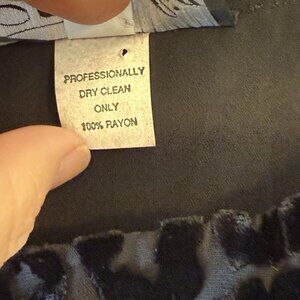 PROFESSIONALLY
DRY CLEAN
ONLY
100% RAYON